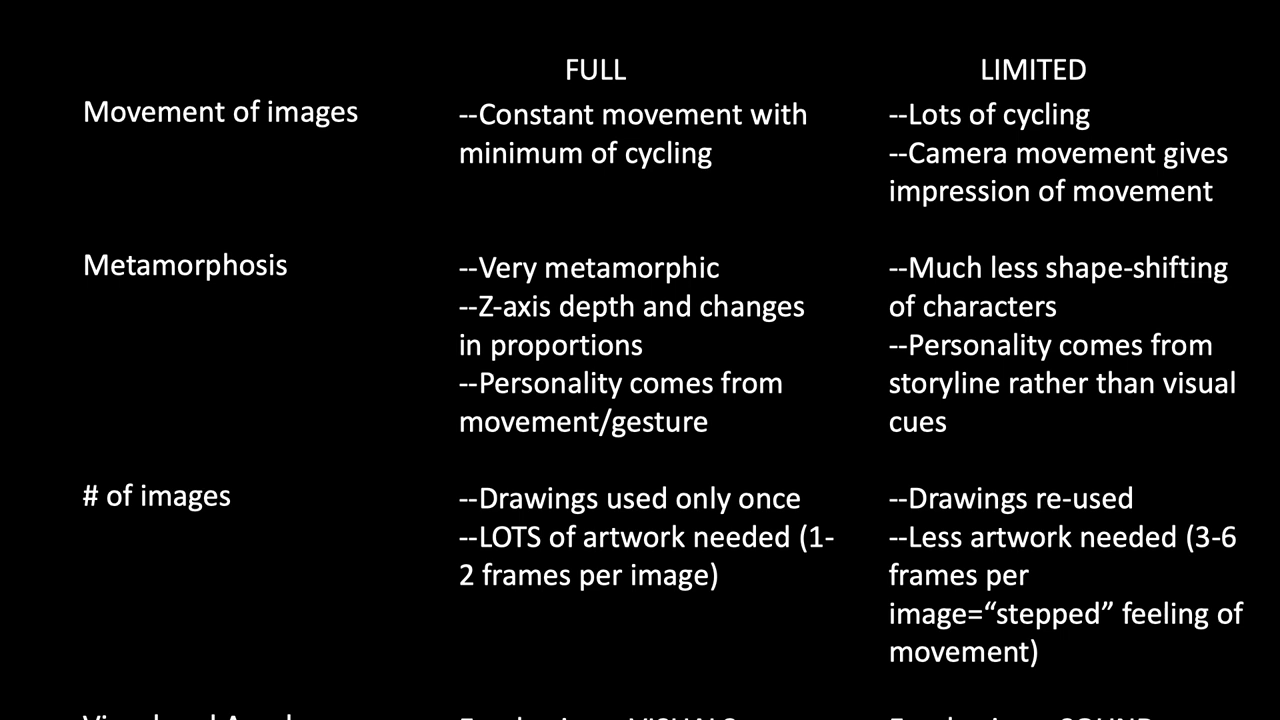 FULL
LIMITED
Movement of images
--Constant movement with
minimum of cycling
--Lots of cycling
--Camera movement gives
impression of movement
Metamorphosis
--Very metamorphic
--Z-axis depth and changes
in proportions
--Personality comes from
movement/gesture
--Much less shape-shifting
of characters
--Personality comes from
storyline rather than visual
cues
# of images
--Drawings used only once
--LOTS of artwork needed (1-
2 frames per image)
--Drawings re-used
--Less artwork needed (3-6
frames per
image=“stepped” feeling of
movement)